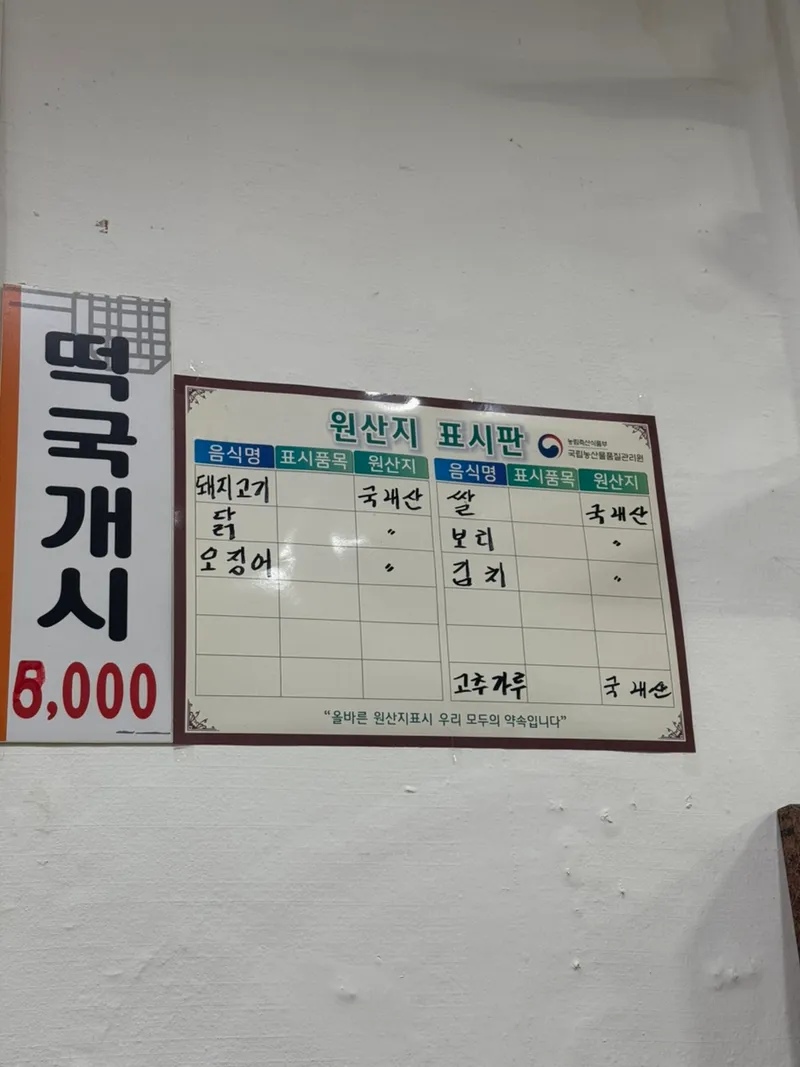 떡국개시
,000
원산지 표시판
농림축산식품부
국립농산물품질관리원
음식명 표시품목 원산지 음식명 표시품목 원산지
돼지고기 국내산 쌀 국내산
닭 〃 보리 〃
오징어 〃 김치 〃
고추가루 국내산
“올바른 원산지표시 우리 모두의 약속입니다”